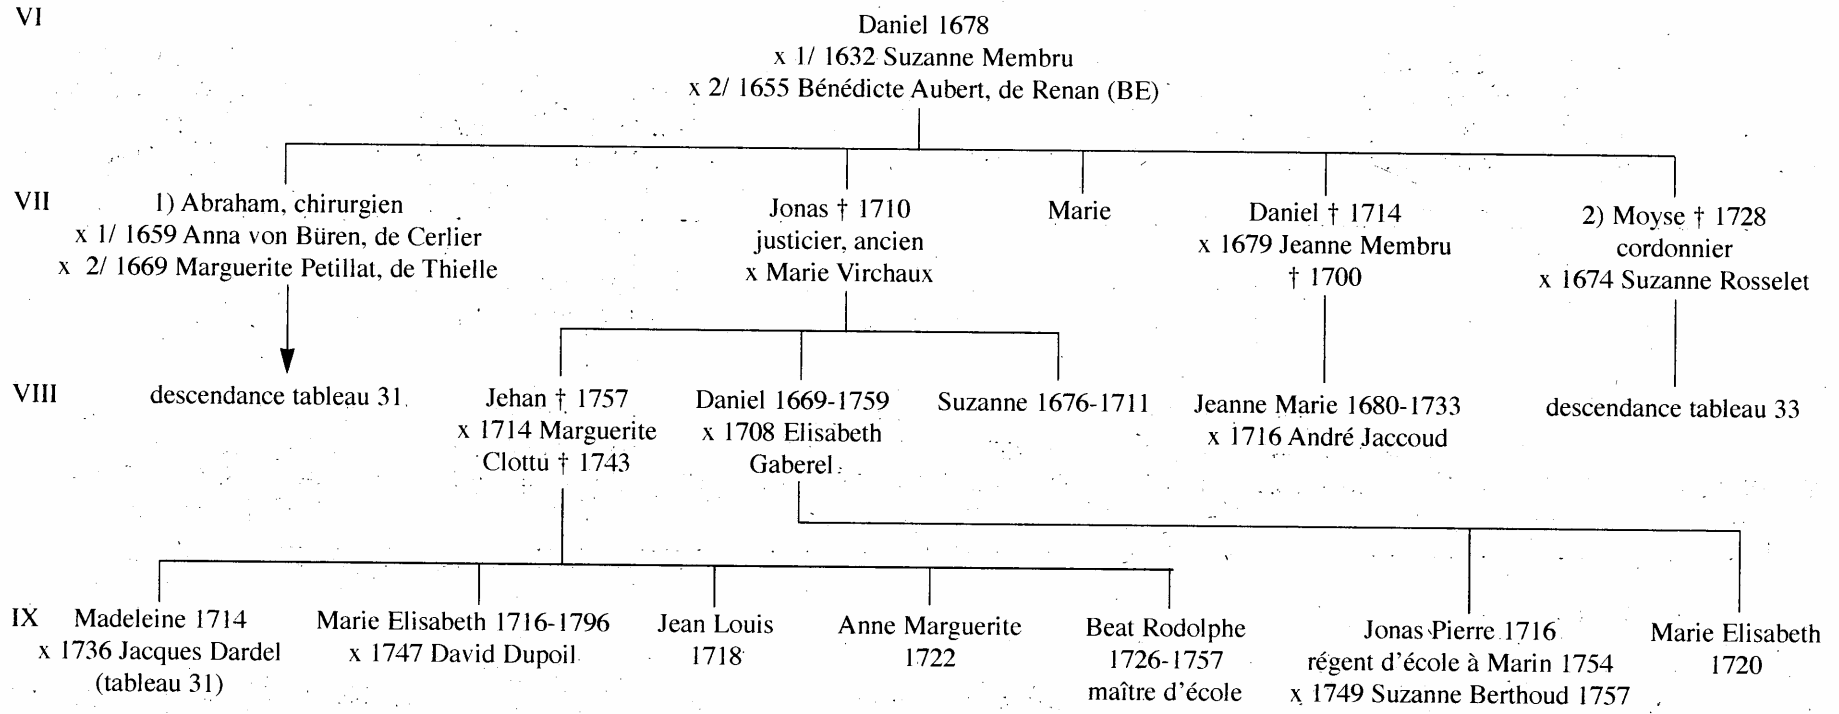 VI
Daniel 1678
x 1/ 1632 Suzanne Membru
x 2/ 1655 Bénédicte Aubert, de Renan (BE)
VII
1) Abraham, chirurgien
x 1/ 1659 Anna von Büren, de Cerlier
x 2/ 1669 Marguerite Petillat, de Thielle
Jonas † 1710
justicier, ancien
x Marie Virchaux
Marie
Daniel † 1714
x 1679 Jeanne Membru
† 1700
2) Moyse † 1728
cordonnier
x 1674 Suzanne Rosselet
VIII
descendance tableau 31
Jehan † 1757
x 1714 Marguerite
Clottu † 1743
Daniel 1669-1759
x 1708 Elisabeth
Gaberel
Suzanne 1676-1711
Jeanne Marie 1680-1733
x 1716 André Jaccoud
descendance tableau 33
IX
Madeleine 1714
x 1736 Jacques Dardel
(tableau 31)
Marie Elisabeth 1716-1796
x 1747 David Dupoil
Jean Louis
1718
Anne Marguerite
1722
Beat Rodolphe
1726-1757
maître d'école
Jonas Pierre 1716
régent d'école à Marin 1754
x 1749 Suzanne Berthoud 1757
Marie Elisabeth
1720